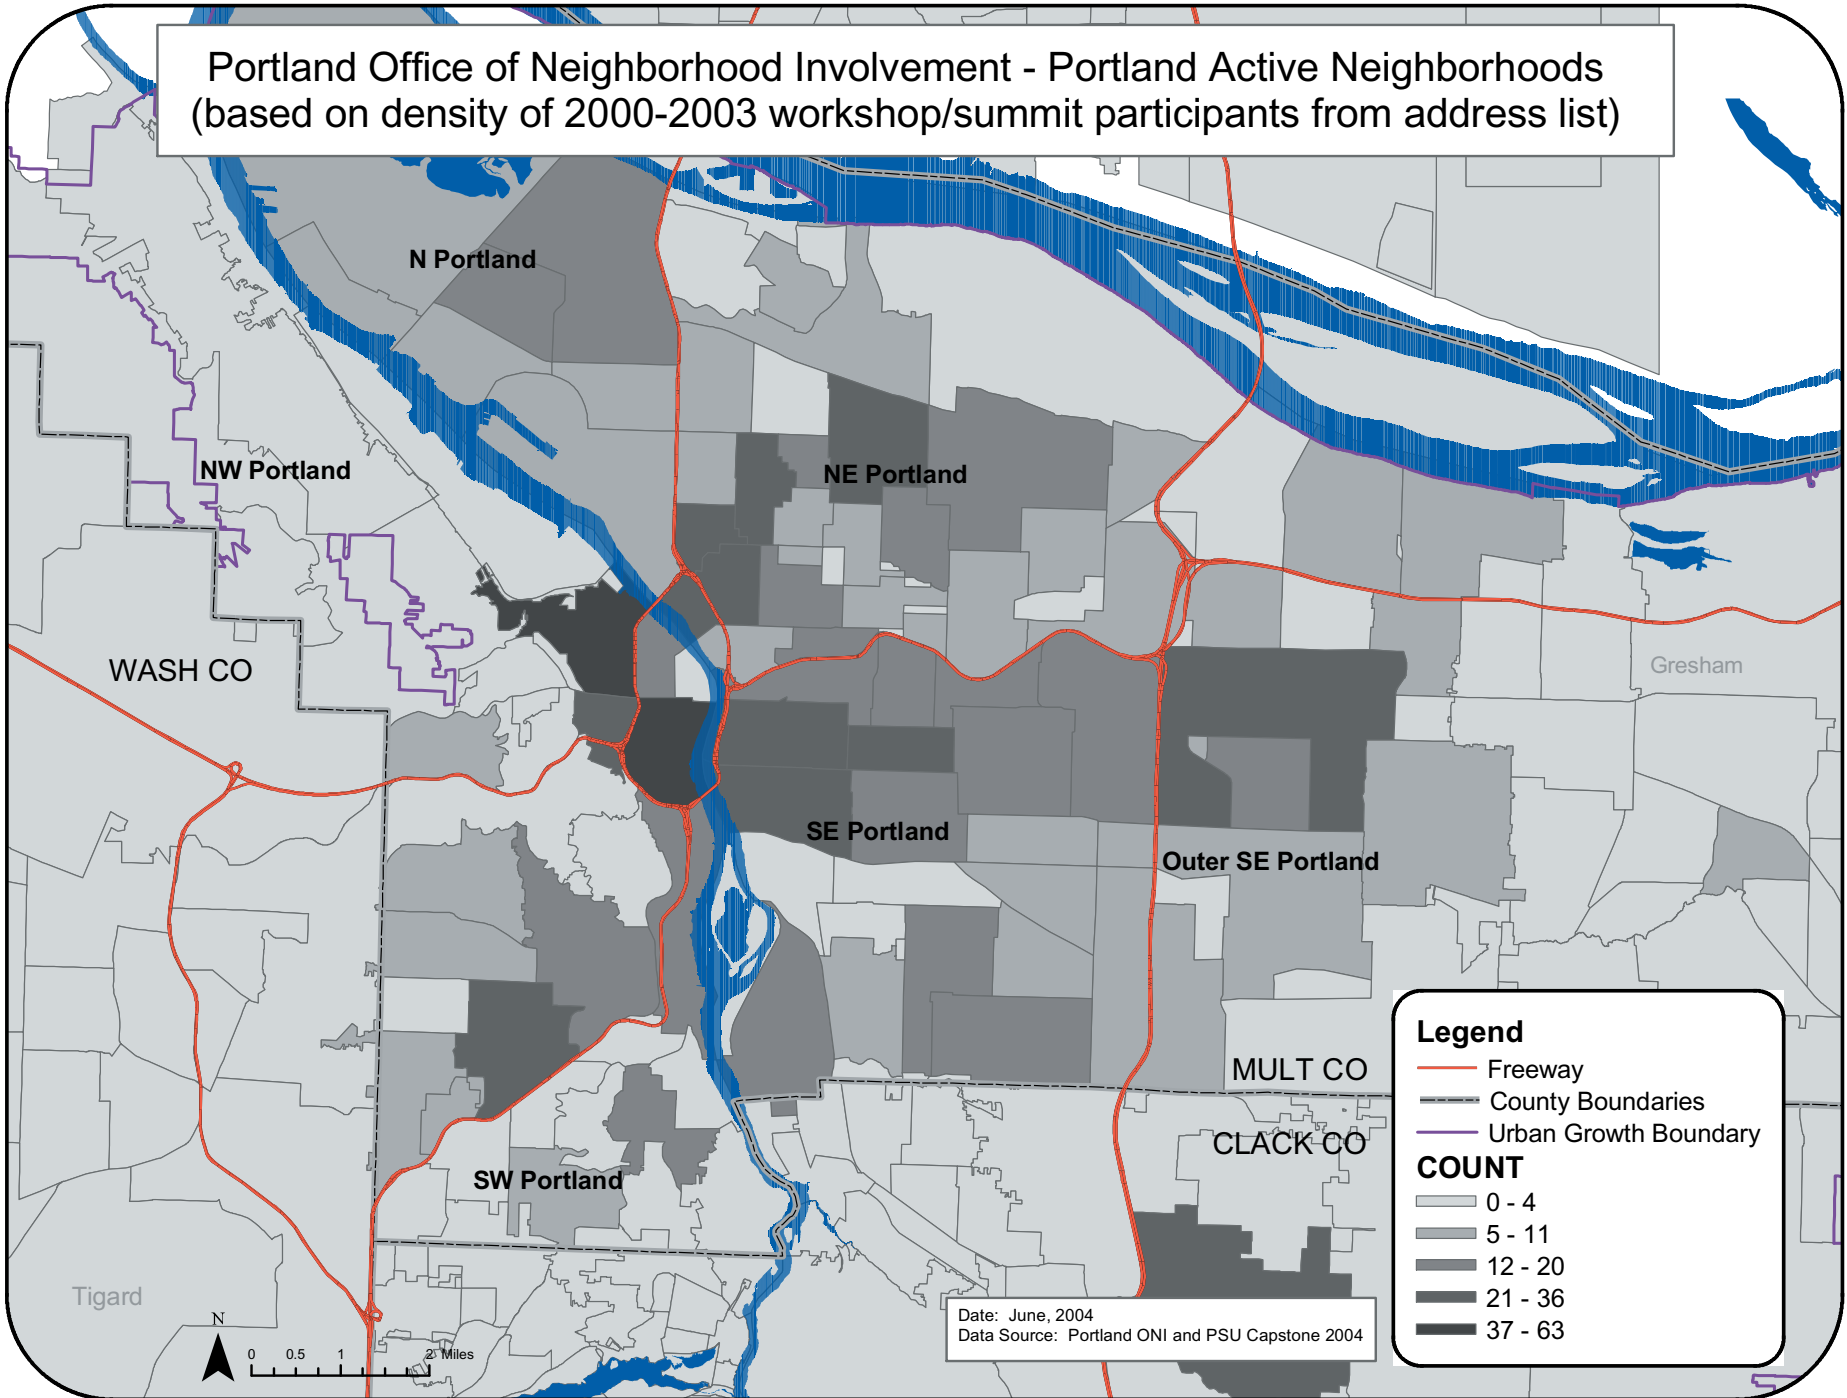 Portland Office of Neighborhood Involvement - Portland Active Neighborhoods
(based on density of 2000-2003 workshop/summit participants from address list)
N Portland
NW Portland
NE Portland
WASH CO
Gresham
SE Portland
Outer SE Portland
MULT CO
CLACK CO
SW Portland
Tigard
N
0 0.5 1 2 Miles
Date: June, 2004
Data Source: Portland ONI and PSU Capstone 2004
Legend
Freeway
County Boundaries
Urban Growth Boundary
COUNT
0 - 4
5 - 11
12 - 20
21 - 36
37 - 63